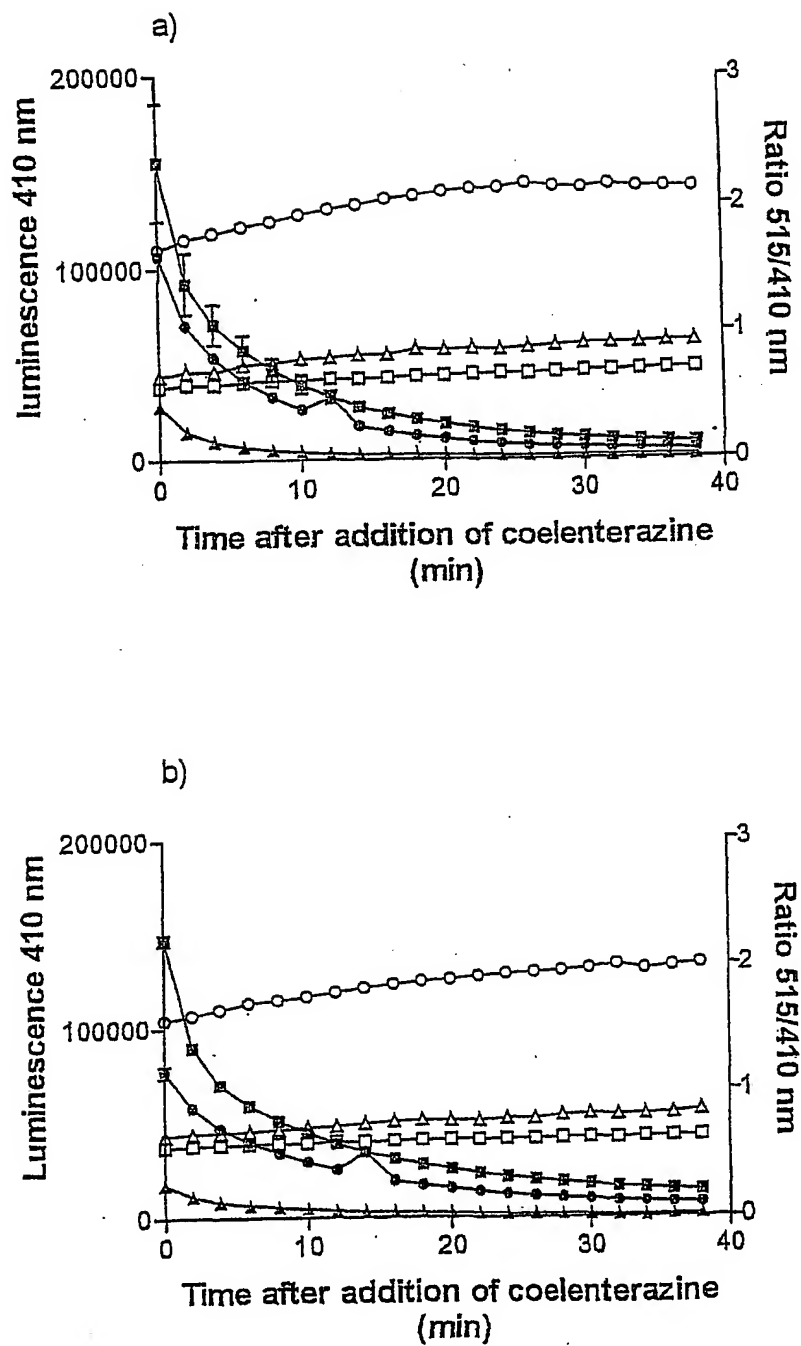 a)
luminescence 410 nm
200000
100000
0
3
2
1
0
Ratio 515/410 nm
0 10 20 30 40
Time after addition of coelenterazine
(min)
b)
Luminescence 410 nm
200000
100000
0
3
2
1
0
Ratio 515/410 nm
0 10 20 30 40
Time after addition of coelenterazine
(min)